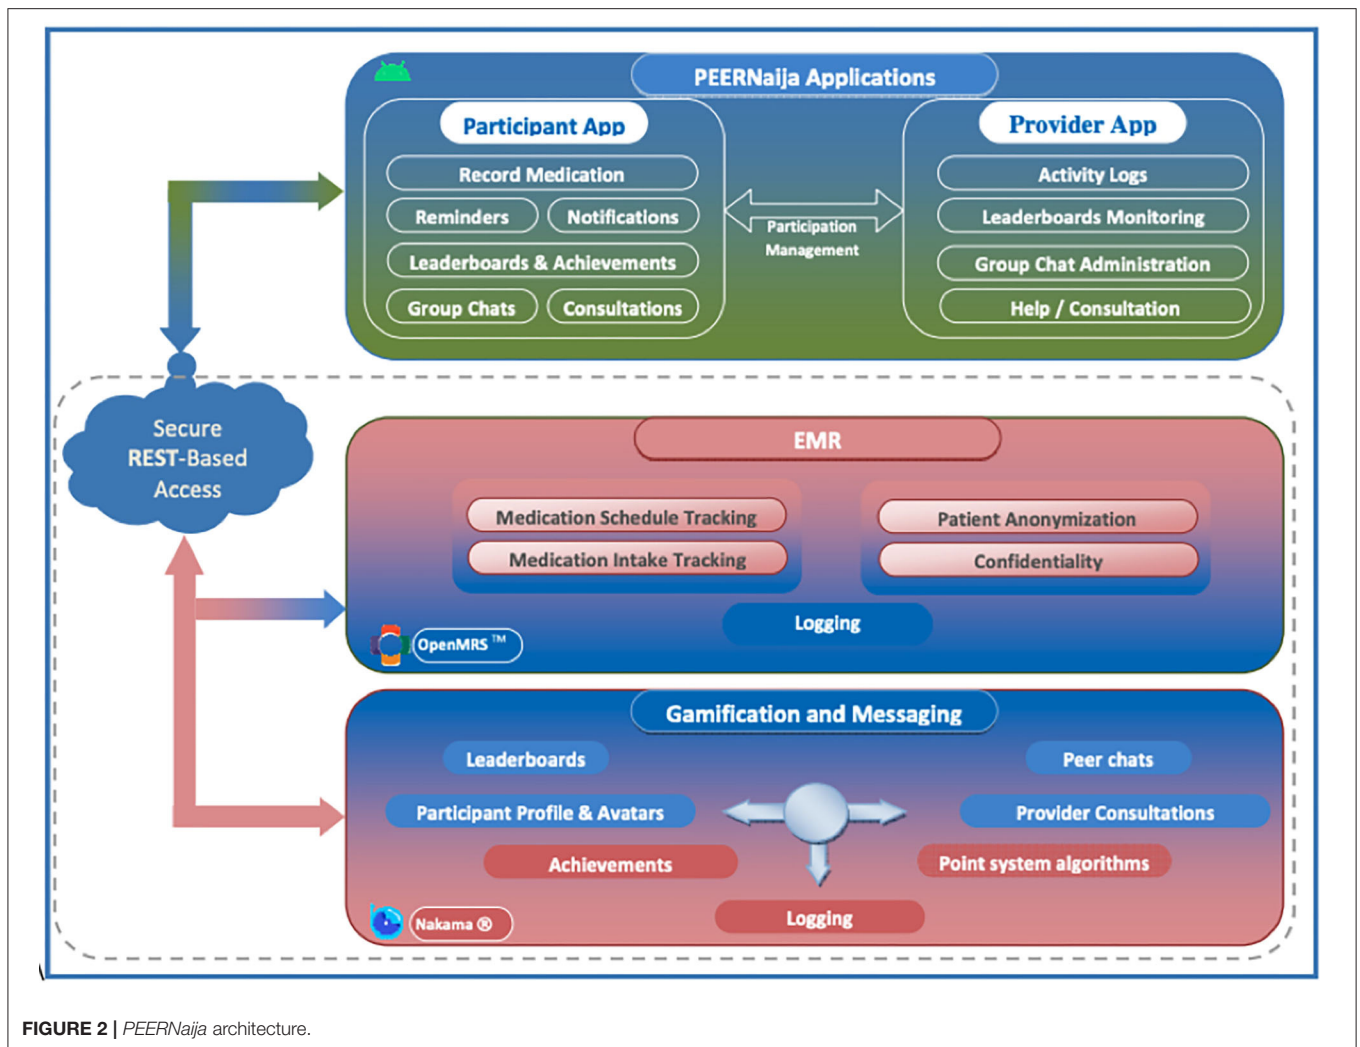 PEERNaija Applications
Participant App
Record Medication
Reminders
Notifications
Leaderboards & Achievements
Group Chats
Consultations
Participation
Management
Provider App
Activity Logs
Leaderboards Monitoring
Group Chat Administration
Help / Consultation
Secure
REST-Based
Access
EMR
Medication Schedule Tracking
Medication Intake Tracking
Patient Anonymization
Confidentiality
Logging
OpenMRS ™
Gamification and Messaging
Leaderboards
Participant Profile & Avatars
Achievements
Peer chats
Provider Consultations
Point system algorithms
Logging
Nakama ®
\
FIGURE 2 | PEERNaija architecture.